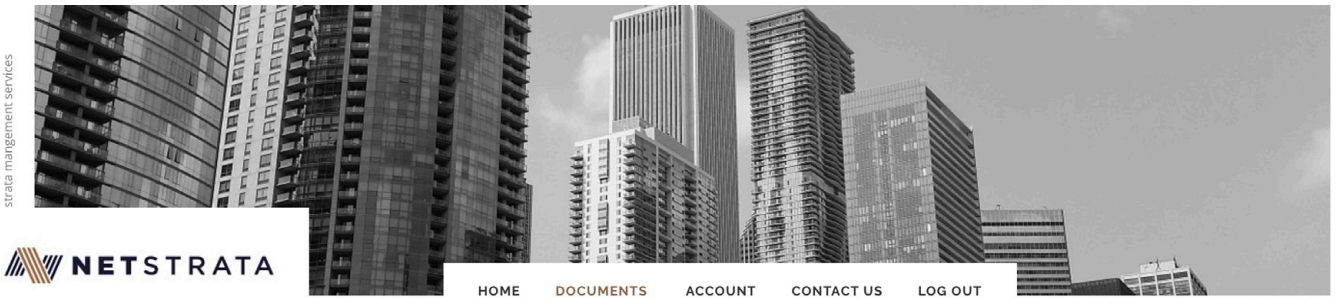 strata mangement services
NETSTRATA
HOME DOCUMENTS ACCOUNT CONTACT US LOG OUT